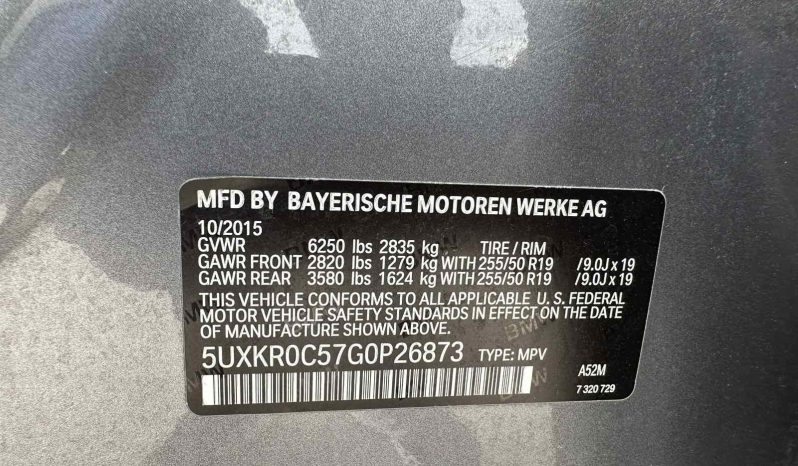 MFD BY BAYERISCHE MOTOREN WERKE AG
10/2015
GVWR 6250 lbs 2835 kg TIRE / RIM
GAWR FRONT 2820 lbs 1279 kg WITH 255/50 R19 /9.0J x 19
GAWR REAR 3580 lbs 1624 kg WITH 255/50 R19 /9.0J x 19
THIS VEHICLE CONFORMS TO ALL APPLICABLE U.S. FEDERAL
MOTOR VEHICLE SAFETY STANDARDS IN EFFECT ON THE DATE
OF MANUFACTURE SHOWN ABOVE.
5UXKR0C57G0P26873 TYPE: MPV
A52M
7 320 729